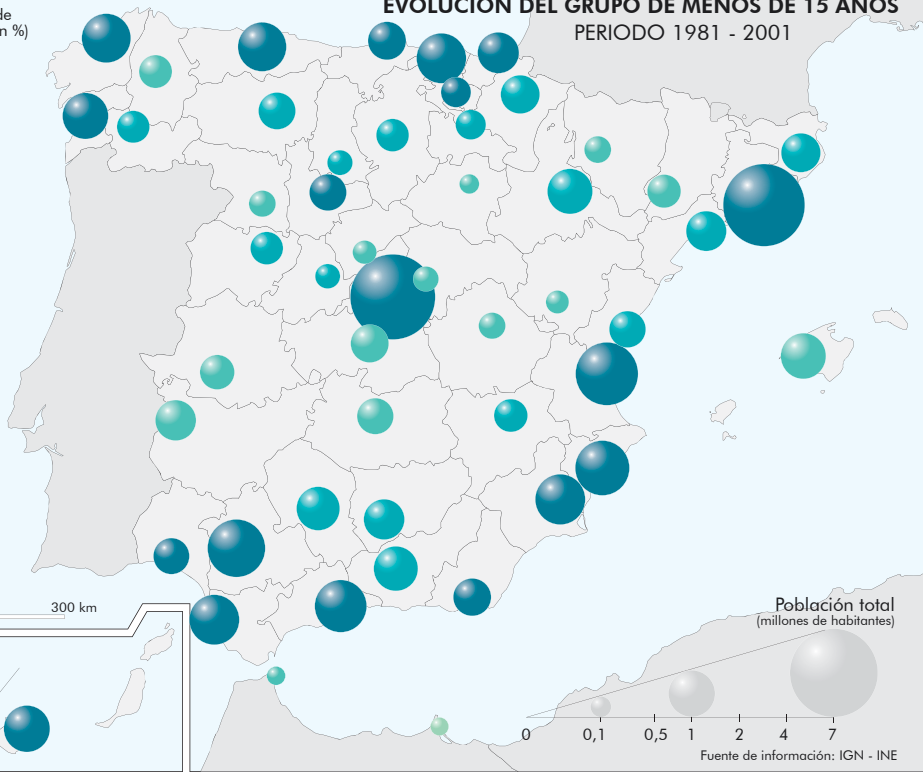 EVOLUCIÓN DEL GRUPO DE MENOS DE 15 AÑOS
PERIODO 1981 - 2001
de
n %)
300 km
Población total
(millones de habitantes)
0 0,1 0,5 1 2 4 7
Fuente de información: IGN - INE